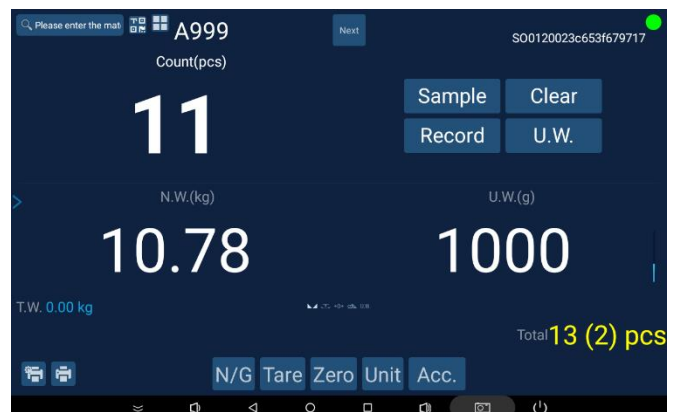 Please enter the mat
A999
Next
SO0120023c653f679717
Count(pcs)
11
Sample
Clear
Record
U.W.
N.W.(kg)
U.W.(g)
10.78
1000
T.W. 0.00 kg
Total 13 (2) pcs
N/G
Tare
Zero
Unit
Acc.